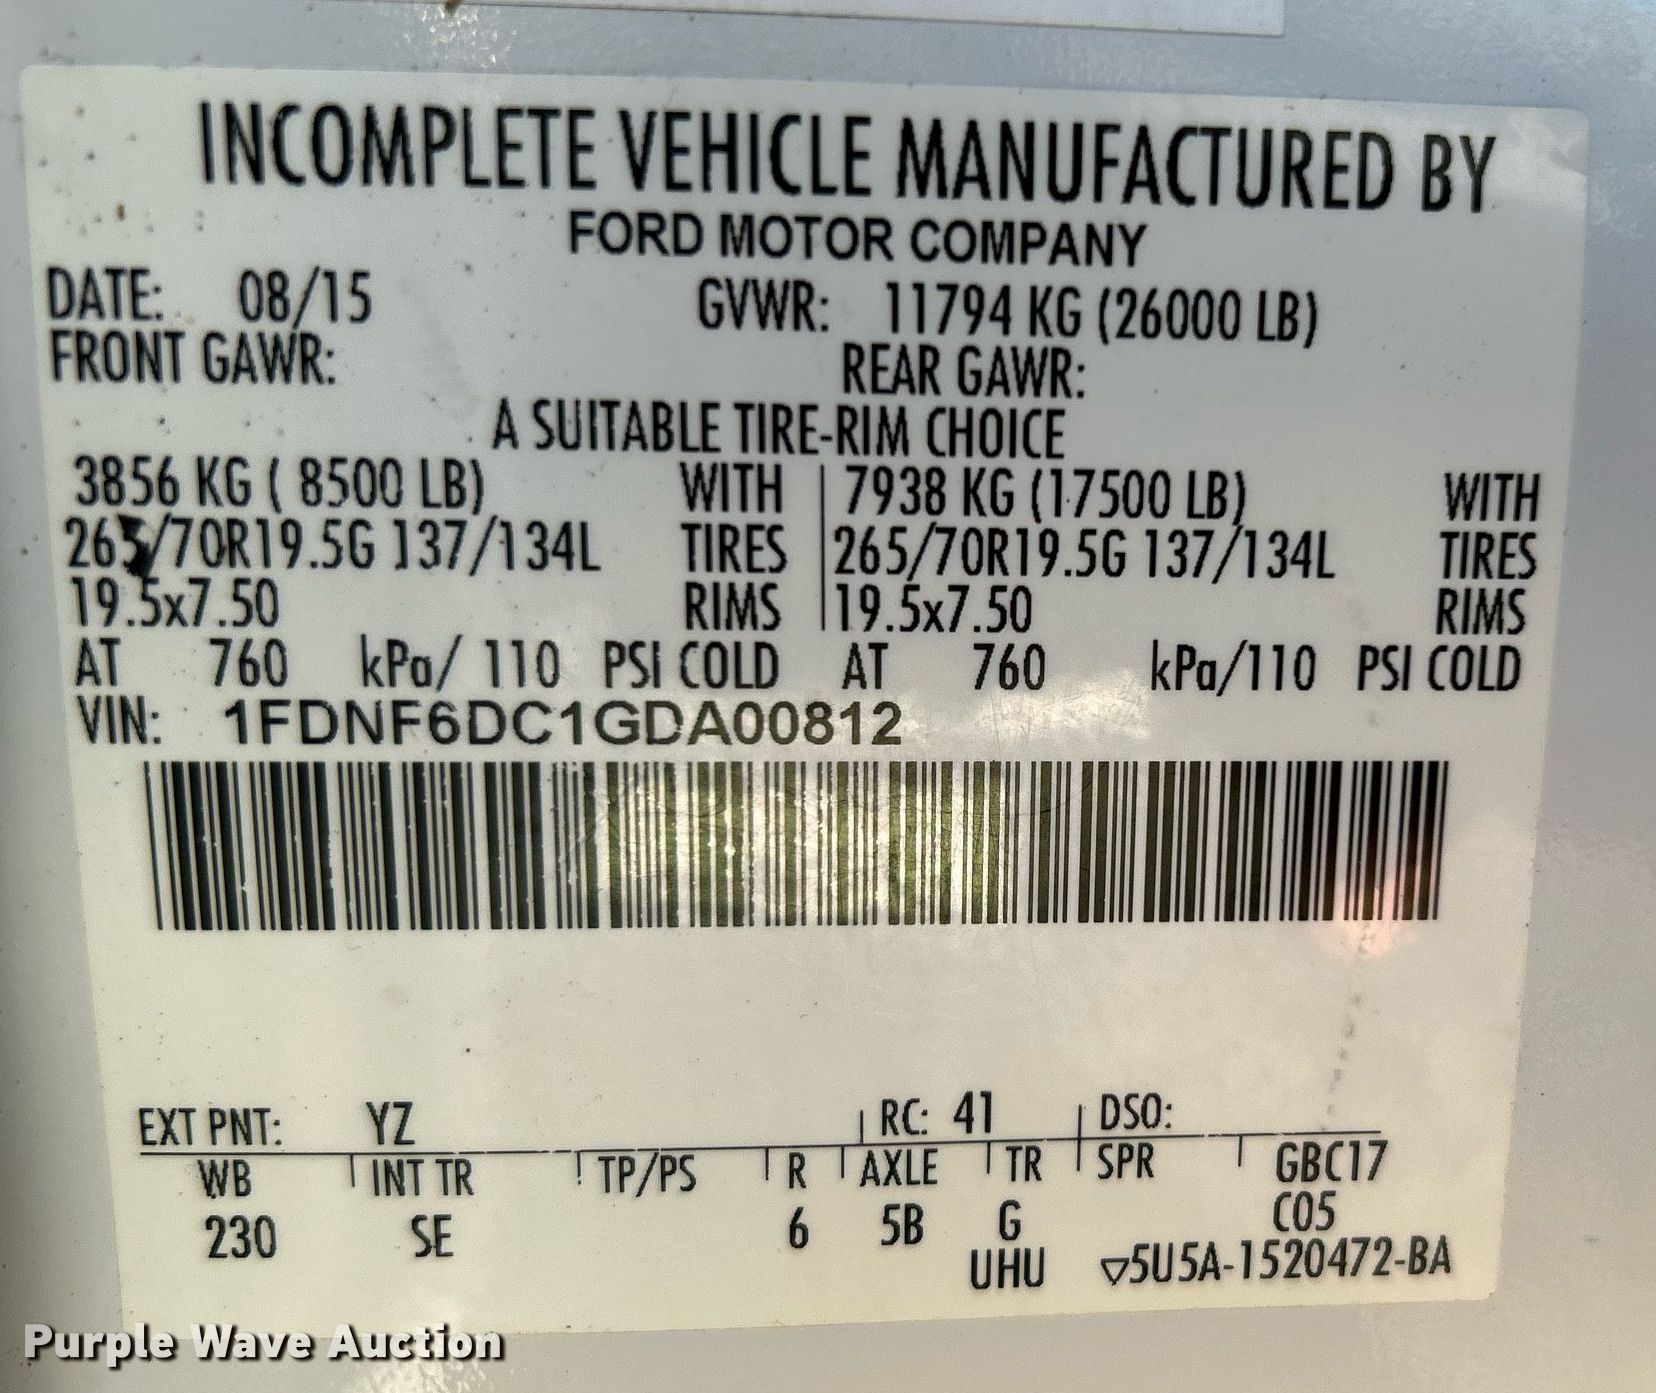 INCOMPLETE VEHICLE MANUFACTURED BY
FORD MOTOR COMPANY
DATE: 08/15 GVWR: 11794 KG (26000 LB)
FRONT GAWR: REAR GAWR:
A SUITABLE TIRE-RIM CHOICE
3856 KG ( 8500 LB) WITH 7938 KG (17500 LB) WITH
265/70R19.5G 137/134L TIRES 265/70R19.5G 137/134L TIRES
19.5x7.50 RIMS 19.5x7.50 RIMS
AT 760 kPa/ 110 PSI COLD AT 760 kPa/110 PSI COLD
VIN: 1FDNF6DC1GDA00812
EXT PNT: YZ RC: 41 DSO:
WB INT TR TP/PS R AXLE TR SPR GBC17
230 SE 6 5B G C05
UHU ▽5U5A-1520472-BA
Purple Wave Auction